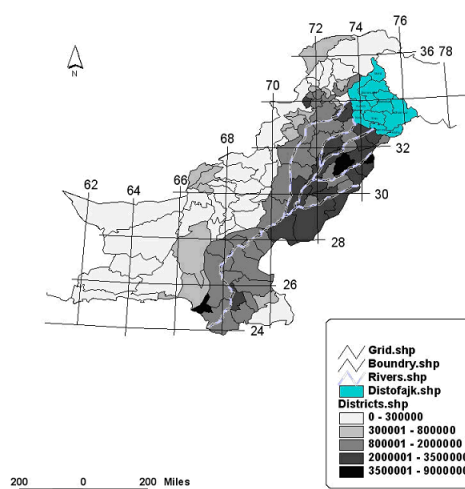 72
74
76
36 78
N
70
68
32
66
62
64
30
28
26
24
Grid.shp
Boundry.shp
Rivers.shp
Distofajk.shp
Districts.shp
0 - 300000
300001 - 800000
800001 - 2000000
2000001 - 3500000
3500001 - 9000000
200 0 200 Miles